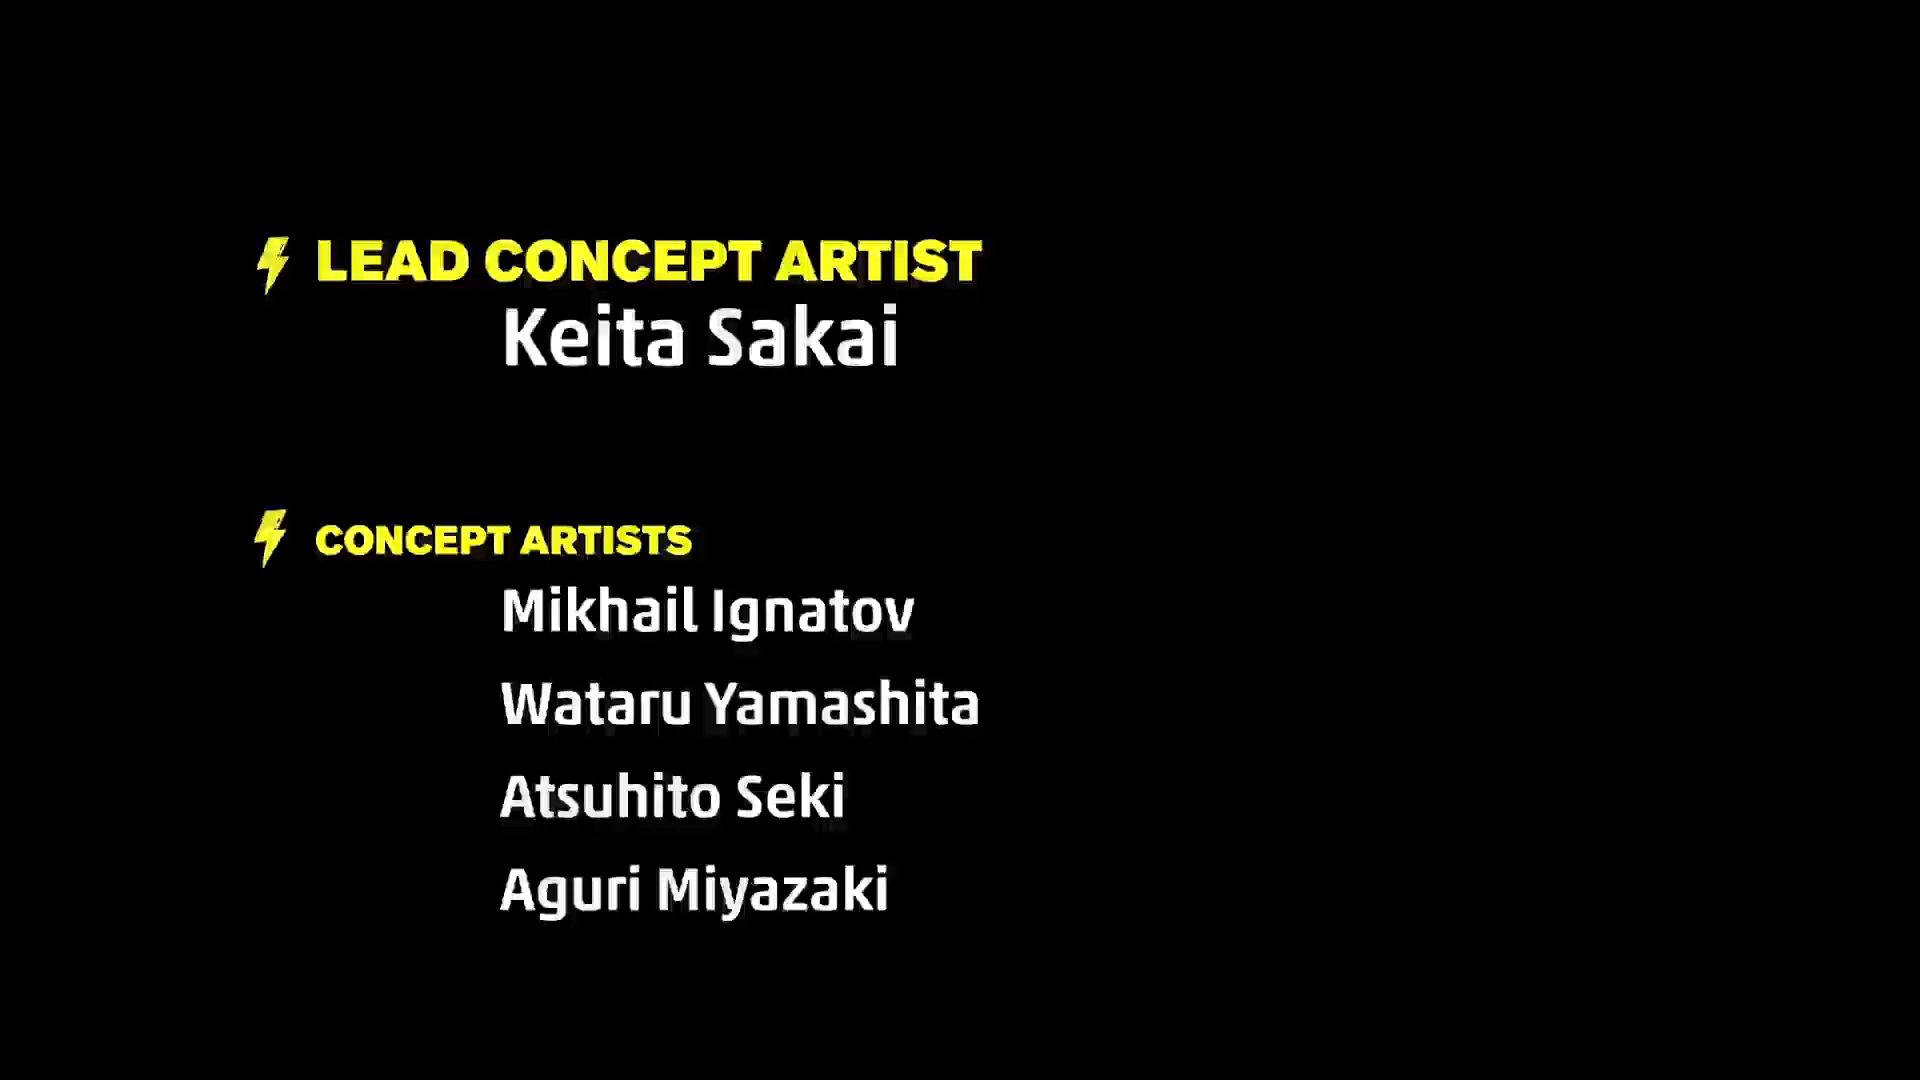 LEAD CONCEPT ARTIST
Keita Sakai
CONCEPT ARTISTS
Mikhail Ignatov
Wataru Yamashita
Atsuhito Seki
Aguri Miyazaki